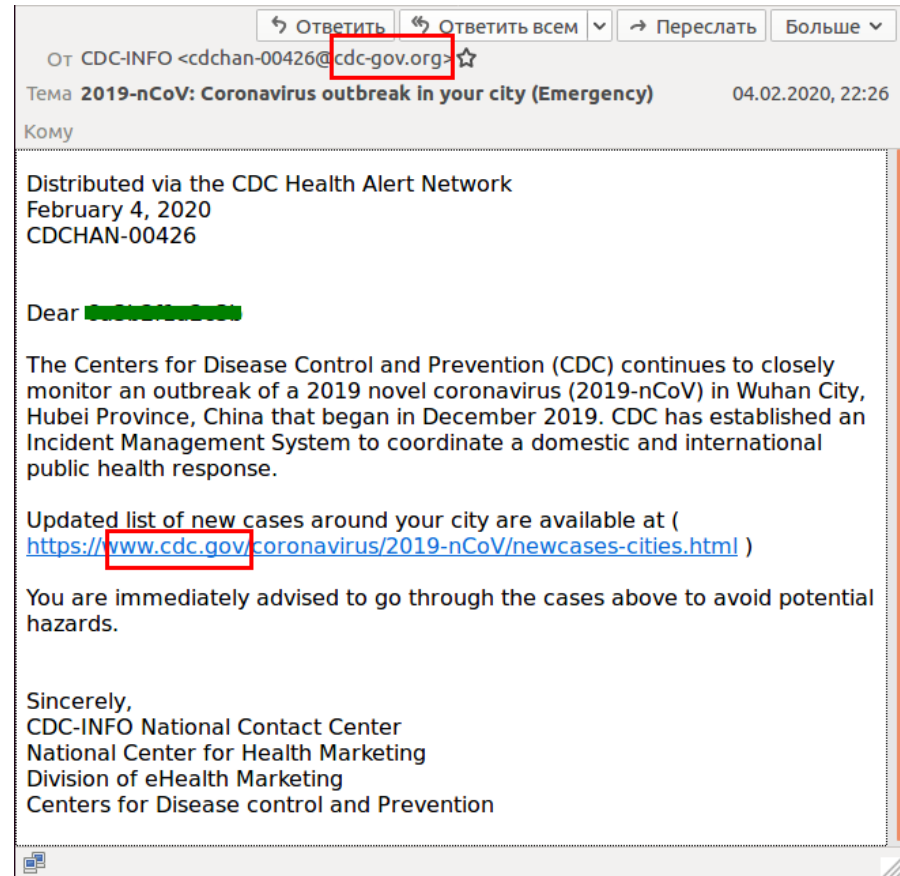 Ответить Ответить всем Переслать Больше
От CDC-INFO <cdchan-00426@cdc-gov.org>
Тема 2019-nCoV: Coronavirus outbreak in your city (Emergency) 04.02.2020, 22:26
Кому
Distributed via the CDC Health Alert Network
February 4, 2020
CDCHAN-00426
Dear
The Centers for Disease Control and Prevention (CDC) continues to closely
monitor an outbreak of a 2019 novel coronavirus (2019-nCoV) in Wuhan City,
Hubei Province, China that began in December 2019. CDC has established an
Incident Management System to coordinate a domestic and international
public health response.
Updated list of new cases around your city are available at (
https://www.cdc.gov/coronavirus/2019-nCoV/newcases-cities.html )
You are immediately advised to go through the cases above to avoid potential
hazards.
Sincerely,
CDC-INFO National Contact Center
National Center for Health Marketing
Division of eHealth Marketing
Centers for Disease control and Prevention